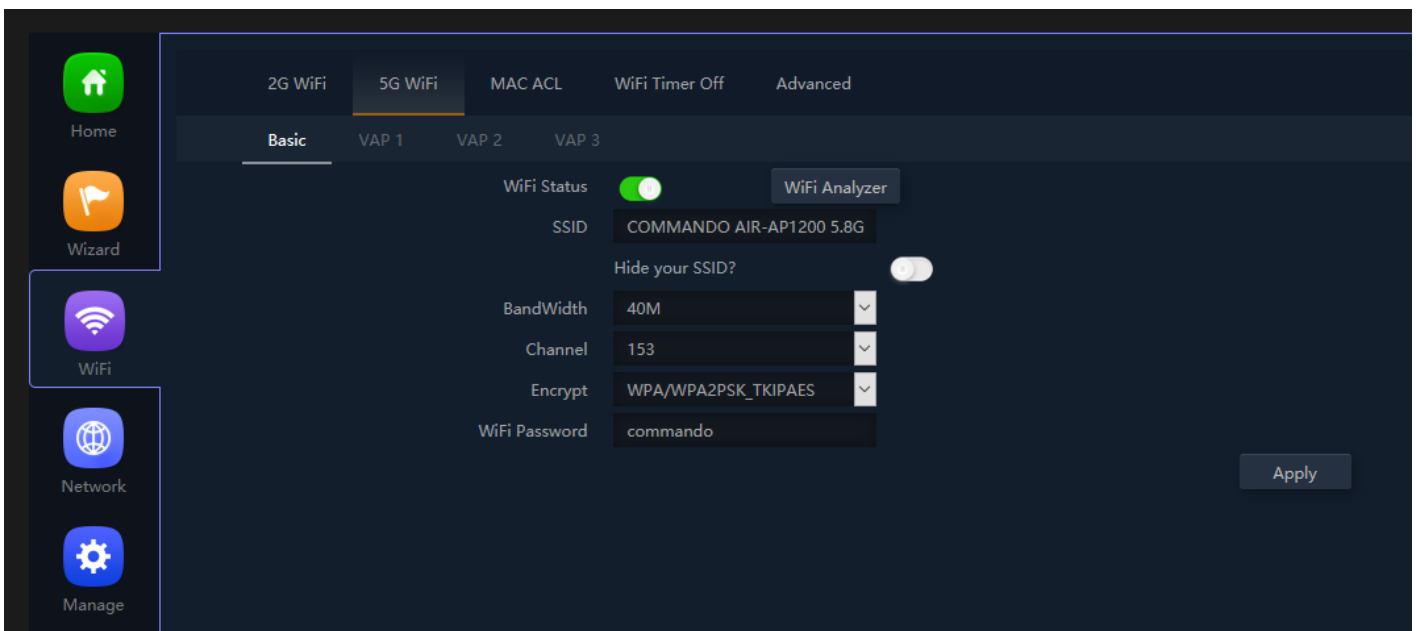 2G WiFi 5G WiFi MAC ACL WiFi Timer Off Advanced
Home
Basic VAP 1 VAP 2 VAP 3
WiFi Status WiFi Analyzer
SSID COMMANDO AIR-AP1200 5.8G
Wizard
Hide your SSID?
BandWidth 40M
Channel 153
WiFi
Encrypt WPA/WPA2PSK_TKIPAES
WiFi Password commando
Apply
Network
Manage